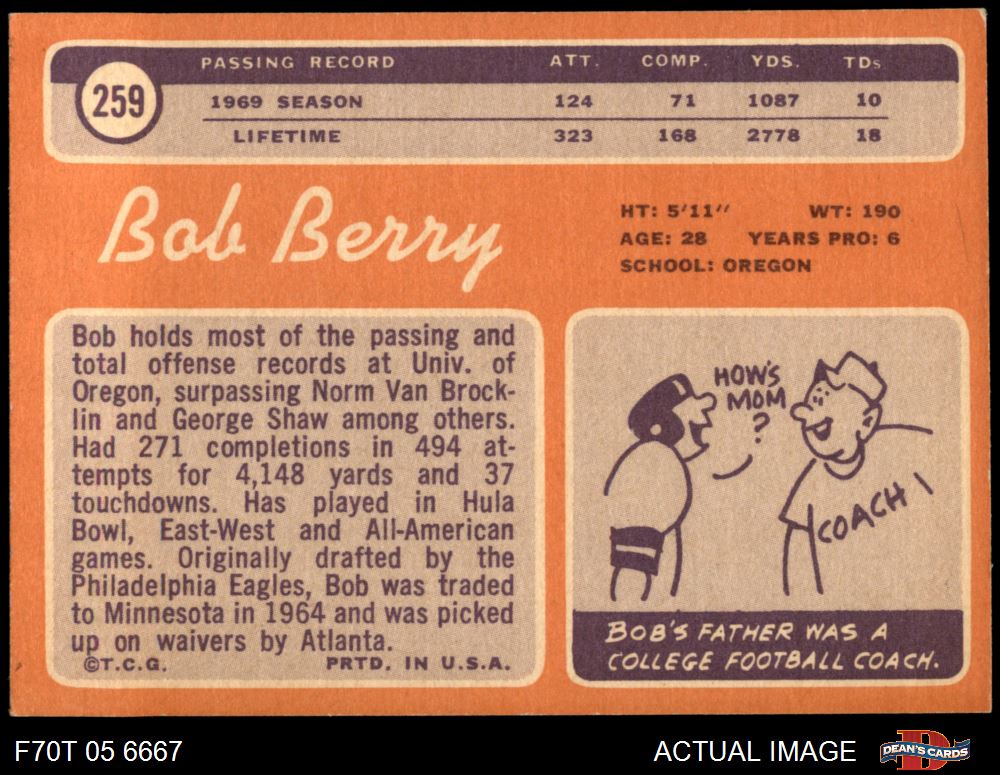 259
PASSING RECORD ATT. COMP. YDS. TDs
1969 SEASON 124 71 1087 10
LIFETIME 323 168 2778 18
Bob Berry
HT: 5'11" WT: 190
AGE: 28 YEARS PRO: 6
SCHOOL: OREGON
Bob holds most of the passing and
total offense records at Univ. of
Oregon, surpassing Norm Van Brock-
lin and George Shaw among others.
Had 271 completions in 494 at-
tempts for 4,148 yards and 37
touchdowns. Has played in Hula
Bowl, East-West and All-American
games. Originally drafted by the
Philadelphia Eagles, Bob was traded
to Minnesota in 1964 and was picked
up on waivers by Atlanta.
©T.C.G. PRTD. IN U.S.A.
HOW'S
MOM
?
COACH
BOB'S FATHER WAS A
COLLEGE FOOTBALL COACH.
F70T 05 6667
ACTUAL IMAGE
D
DEAN'S CARDS